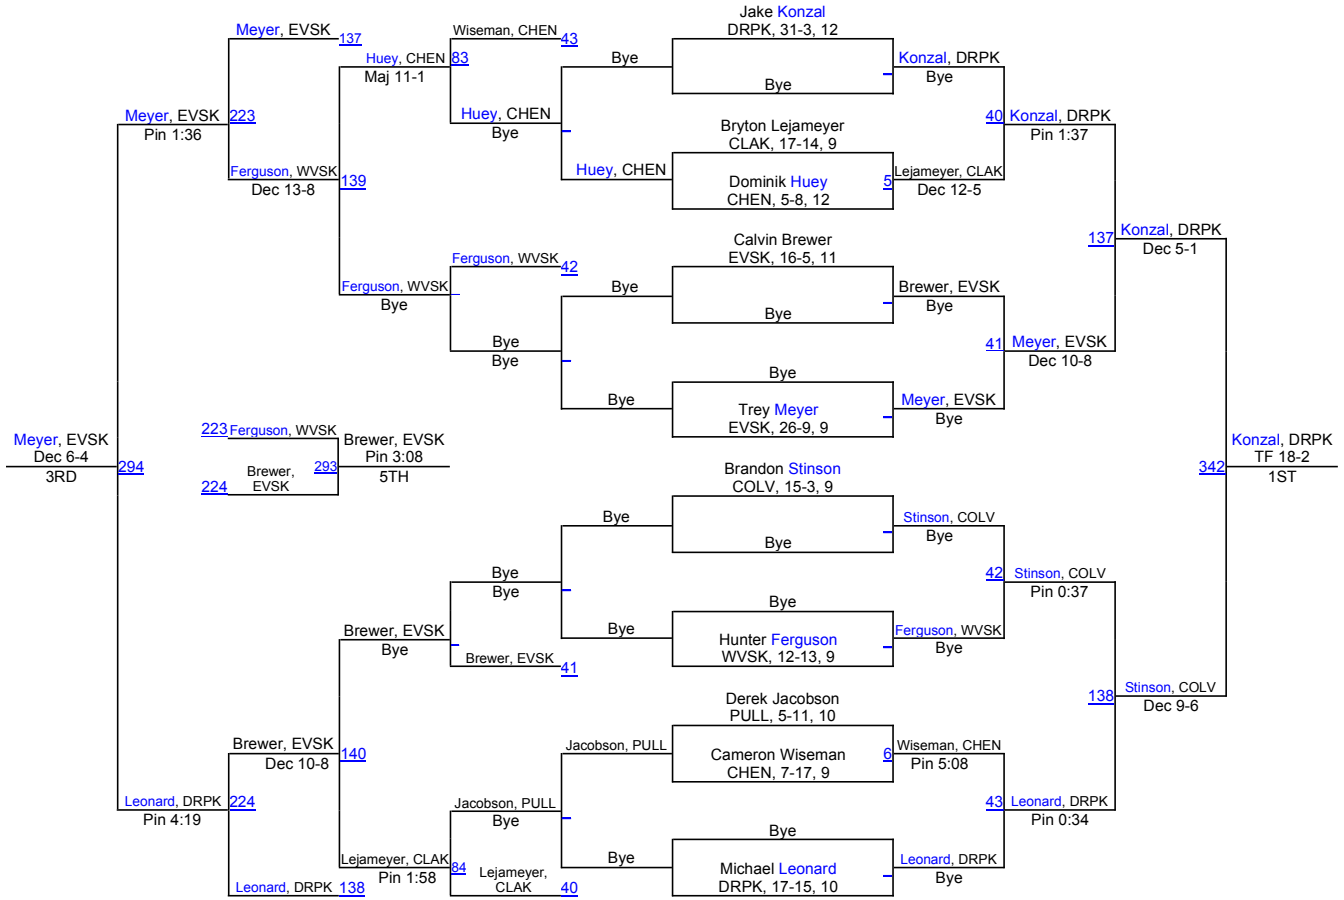 Jake Konzal
DRPK, 31-3, 12
Meyer, EVSK
137
Wiseman, CHEN
43
Huey, CHEN
83
Maj 11-1
Bye
Bye
Konzal, DRPK
Bye
Meyer, EVSK
223
Pin 1:36
Huey, CHEN
Bye
40
Konzal, DRPK
Pin 1:37
Bryton Lejameyer
CLAK, 17-14, 9
Ferguson, WVSK
139
Dec 13-8
Huey, CHEN
Dominik Huey
CHEN, 5-8, 12
5
Lejameyer, CLAK
Dec 12-5
137
Konzal, DRPK
Dec 5-1
Calvin Brewer
EVSK, 16-5, 11
Ferguson, WVSK
42
Ferguson, WVSK
Bye
Bye
Bye
Brewer, EVSK
Bye
Bye
Bye
41
Meyer, EVSK
Dec 10-8
Bye
Bye
Trey Meyer
EVSK, 26-9, 9
Meyer, EVSK
Bye
Meyer, EVSK
Dec 6-4
294
3RD
223
Ferguson, WVSK
Brewer, EVSK
Pin 3:08
293
5TH
Brewer,
EVSK
224
342
Konzal, DRPK
TF 18-2
1ST
Brandon Stinson
COLV, 15-3, 9
Bye
Bye
Stinson, COLV
Bye
Bye
Bye
42
Stinson, COLV
Pin 0:37
Bye
Brewer, EVSK
Bye
Brewer, EVSK
41
Bye
Hunter Ferguson
WVSK, 12-13, 9
Ferguson, WVSK
Bye
138
Stinson, COLV
Dec 9-6
Derek Jacobson
PULL, 5-11, 10
Brewer, EVSK
140
Dec 10-8
Jacobson, PULL
Cameron Wiseman
CHEN, 7-17, 9
6
Wiseman, CHEN
Pin 5:08
Leonard, DRPK
224
Pin 4:19
Jacobson, PULL
Bye
43
Leonard, DRPK
Pin 0:34
Bye
Lejameyer, CLAK
84
Pin 1:58
Lejameyer,
CLAK
40
Bye
Michael Leonard
DRPK, 17-15, 10
Leonard, DRPK
Bye
Leonard, DRPK
138